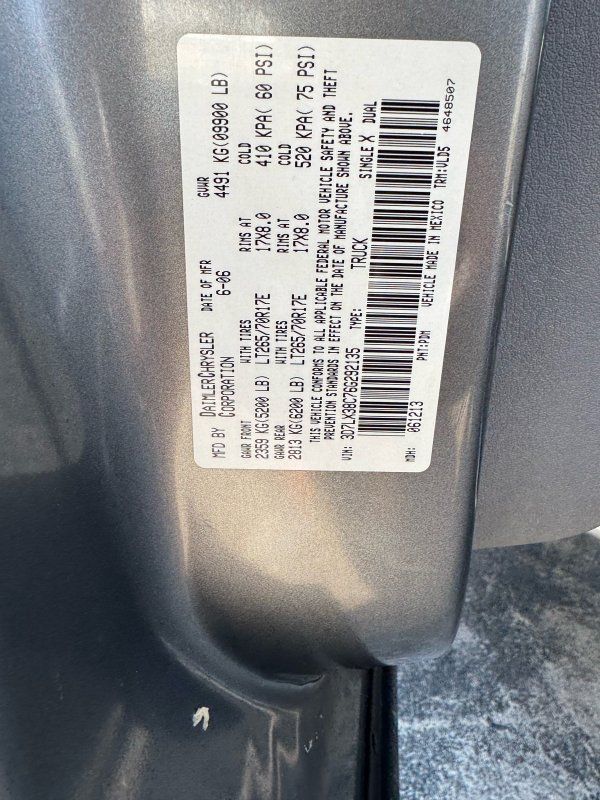 MFD BY DAIMLERCHRYSLER CORPORATION DATE OF MFR 6-06 GVWR 4491 KG(09900 LB)
GAWR FRONT WITH TIRES RIMS AT COLD
2359 KG(5200 LB) LT265/70R17E 17X8.0 410 KPA( 60 PSI)
GAWR REAR WITH TIRES RIMS AT COLD
2813 KG(6200 LB) LT265/70R17E 17X8.0 520 KPA( 75 PSI)
THIS VEHICLE CONFORMS TO ALL APPLICABLE FEDERAL MOTOR VEHICLE SAFETY AND THEFT
PREVENTION STANDARDS IN EFFECT ON THE DATE OF MANUFACTURE SHOWN ABOVE.
VIN: 3D7LX38C76G292135 TYPE: TRUCK SINGLE X DUAL
MDH: 061213 PNT:PDM VEHICLE MADE IN MEXICO TRM:VLD5
4648507